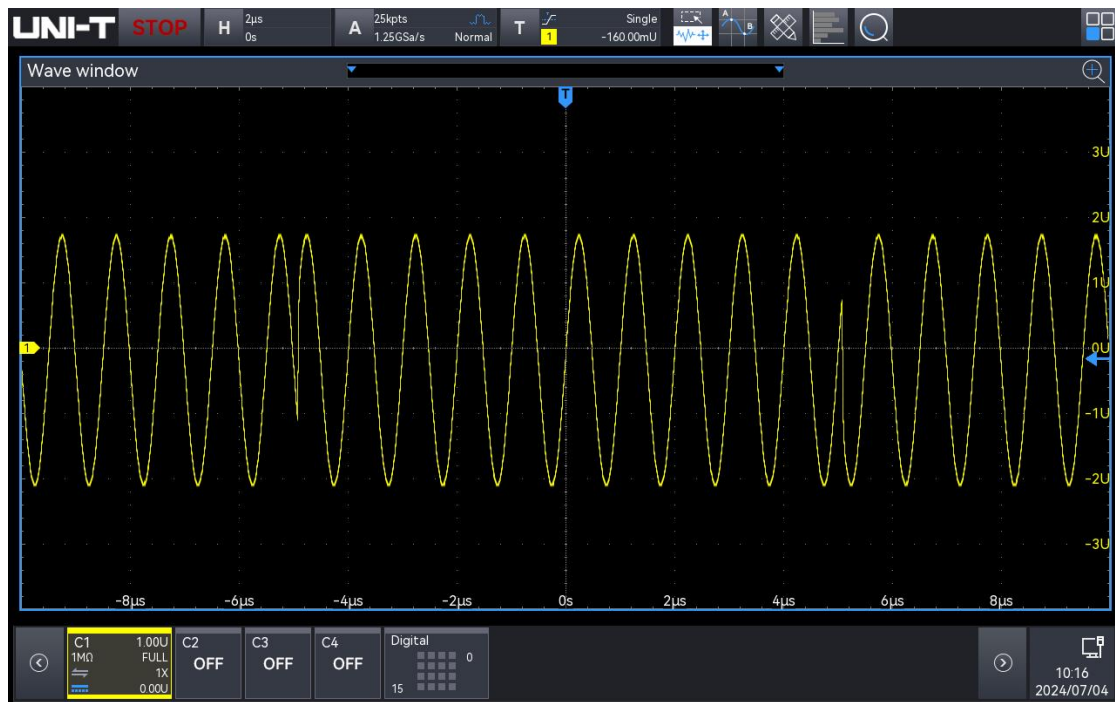 UNI-T STOP H 2µs 0s A 25kpts 1.25GSa/s Normal T 1 Single -160.00mU A B
Wave window
T
3U
2U
1U
1 0U
-1U
-2U
-3U
-8µs -6µs -4µs -2µs 0s 2µs 4µs 6µs 8µs
C1 1.00U C2 C3 C4 Digital
1MΩ FULL OFF OFF OFF 0
1X
0.00U 15
10:16
2024/07/04